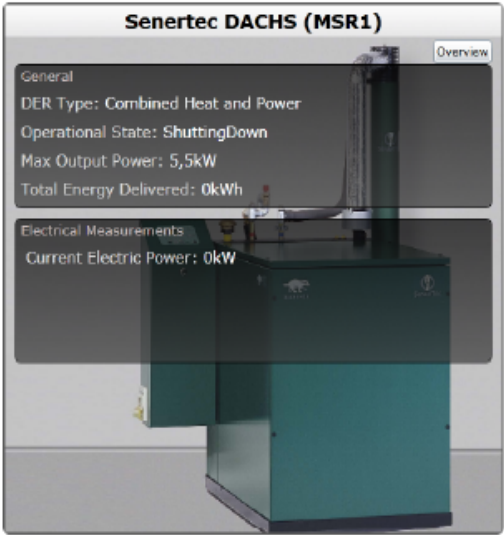 Senertec DACHS (MSR1)
Overview
General
DER Type: Combined Heat and Power
Operational State: ShuttingDown
Max Output Power: 5,5kW
Total Energy Delivered: 0kWh
Electrical Measurements
Current Electric Power: 0kW